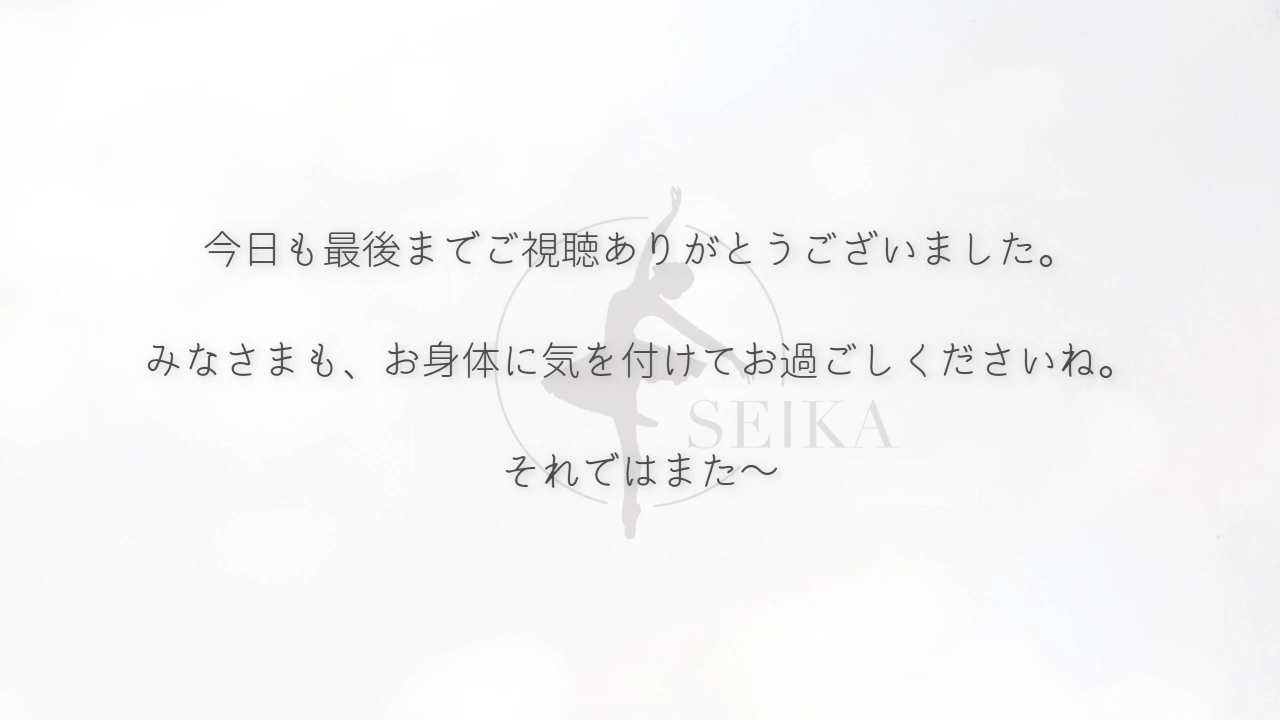 今日も最後までご視聴ありがとうございました。
みなさまも、お身体に気を付けてお過ごしくださいね。
SEIKA
それではまた～